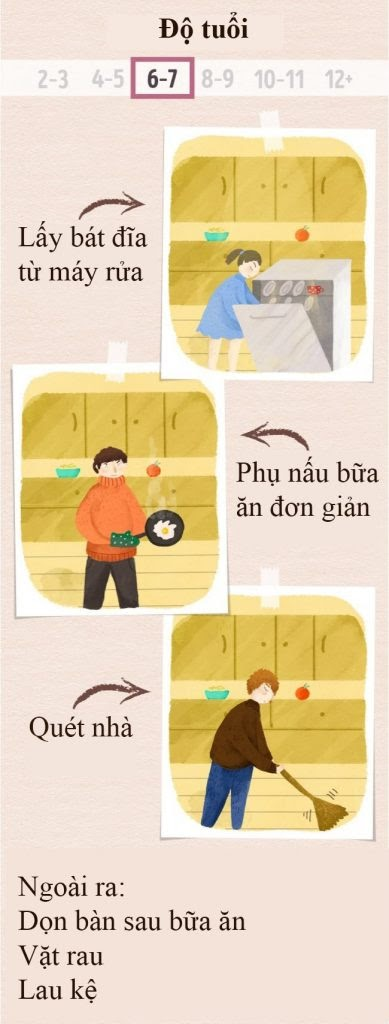 Độ tuổi
2-3 4-5 6-7 8-9 10-11 12+
Lấy bát đĩa
từ máy rửa
Phụ nấu bữa
ăn đơn giản
Quét nhà
Ngoài ra:
Dọn bàn sau bữa ăn
Vặt rau
Lau kệ